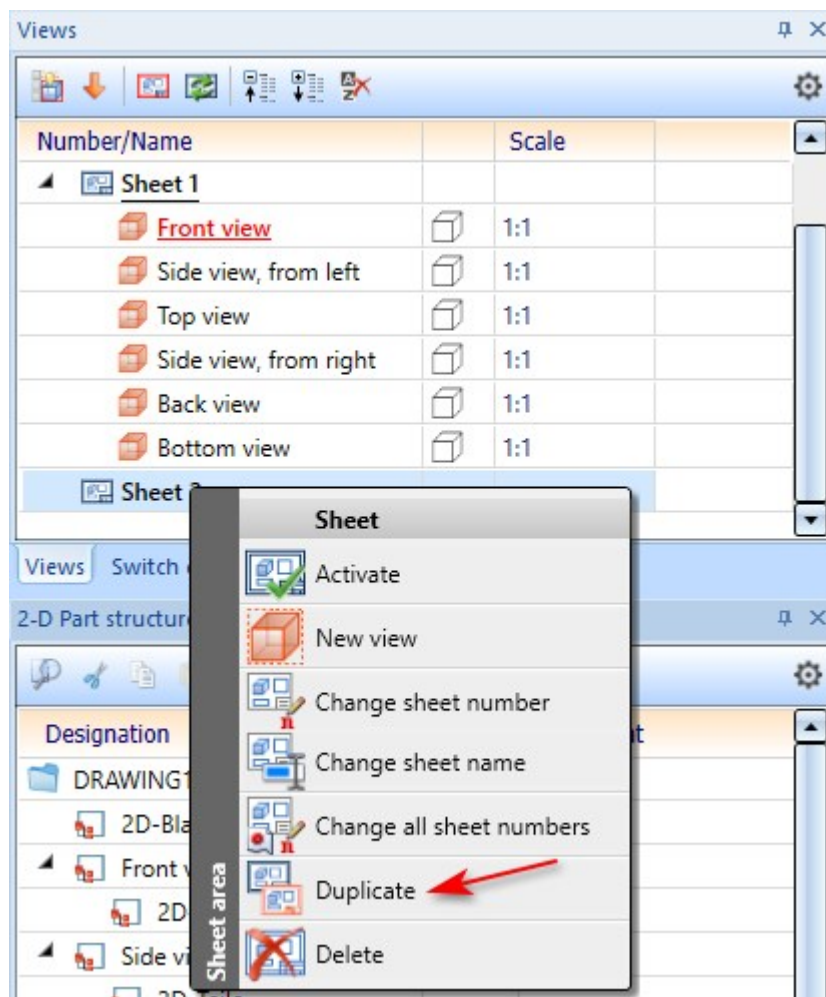 Views
Number/Name Scale
Sheet 1
Front view 1:1
Side view, from left 1:1
Top view 1:1
Side view, from right 1:1
Back view 1:1
Bottom view 1:1
Sheet
Sheet
Activate
Views Switch
2-D Part structur
New view
Change sheet number
Designation
Change sheet name
DRAWING1
2D-Bla
Change all sheet numbers
Front v
Duplicate
2D
Side vi
Delete
Sheet area